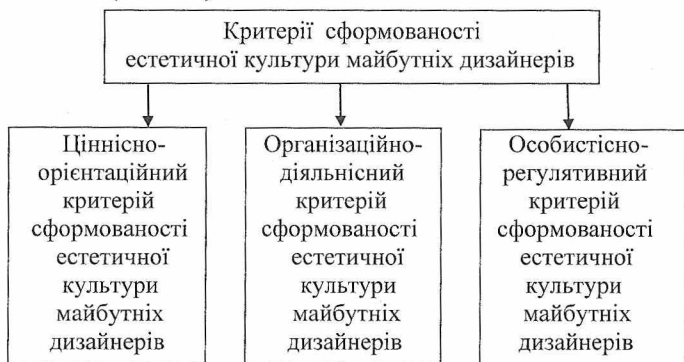 Критерії сформованості
естетичної культури майбутніх дизайнерів
Ціннісно-
орієнтаційний
критерій
сформованості
естетичної
культури
майбутніх
дизайнерів
Організаційно-
діяльнісний
критерій
сформованості
естетичної
культури
майбутніх
дизайнерів
Особистісно-
регулятивний
критерій
сформованості
естетичної
культури
майбутніх
дизайнерів